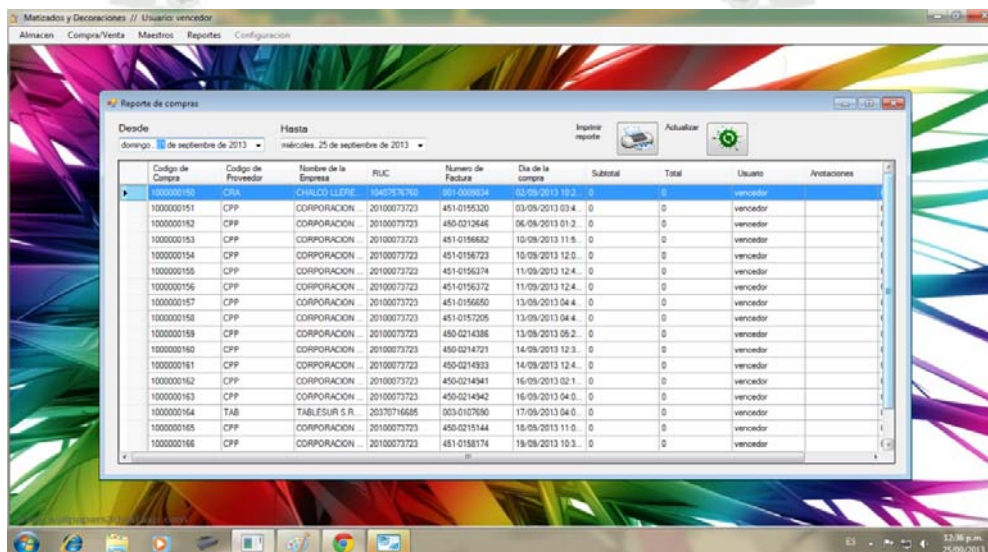 Matizados y Decoraciones // Usuario: vencedor
Almacen Compra/Venta Maestros Reportes Configuracion
Reporte de compras
Desde Hasta Imprimir reporte Actualizar
domingo , 01 de septiembre de 2013 miércoles, 25 de septiembre de 2013
Codigo de Compra Codigo de Proveedor Nombre de la Empresa RUC Numero de Factura Dia de la compra Subtotal Total Usuario Anotaciones
1000000150 CRA CHALCO LLERE... 10407576760 001-0009834 02/09/2013 10:2... 0 0 vencedor
1000000151 CPP CORPORACION ... 20100073723 451-0155320 03/09/2013 03:4... 0 0 vencedor
1000000152 CPP CORPORACION ... 20100073723 450-0212646 06/09/2013 01:2... 0 0 vencedor
1000000153 CPP CORPORACION ... 20100073723 451-0156682 10/09/2013 11:5... 0 0 vencedor
1000000154 CPP CORPORACION ... 20100073723 451-0156723 10/09/2013 12:0... 0 0 vencedor
1000000155 CPP CORPORACION ... 20100073723 451-0156374 11/09/2013 12:4... 0 0 vencedor
1000000156 CPP CORPORACION ... 20100073723 451-0156372 11/09/2013 12:4... 0 0 vencedor
1000000157 CPP CORPORACION ... 20100073723 451-0156650 13/09/2013 04:4... 0 0 vencedor
1000000158 CPP CORPORACION ... 20100073723 451-0157205 13/09/2013 04:4... 0 0 vencedor
1000000159 CPP CORPORACION ... 20100073723 450-0214386 13/09/2013 05:2... 0 0 vencedor
1000000160 CPP CORPORACION ... 20100073723 450-0214721 14/09/2013 12:3... 0 0 vencedor
1000000161 CPP CORPORACION ... 20100073723 450-0214933 14/09/2013 12:4... 0 0 vencedor
1000000162 CPP CORPORACION ... 20100073723 450-0214941 16/09/2013 02:1... 0 0 vencedor
1000000163 CPP CORPORACION ... 20100073723 450-0214942 16/09/2013 04:0... 0 0 vencedor
1000000164 TAB TABLESUR S.R... 20370716685 003-0107690 17/09/2013 04:0... 0 0 vencedor
1000000165 CPP CORPORACION ... 20100073723 450-0215144 18/09/2013 11:0... 0 0 vencedor
1000000166 CPP CORPORACION ... 20100073723 451-0158174 19/09/2013 10:3... 0 0 vencedor
ES 12:36 p.m.
25/09/2013